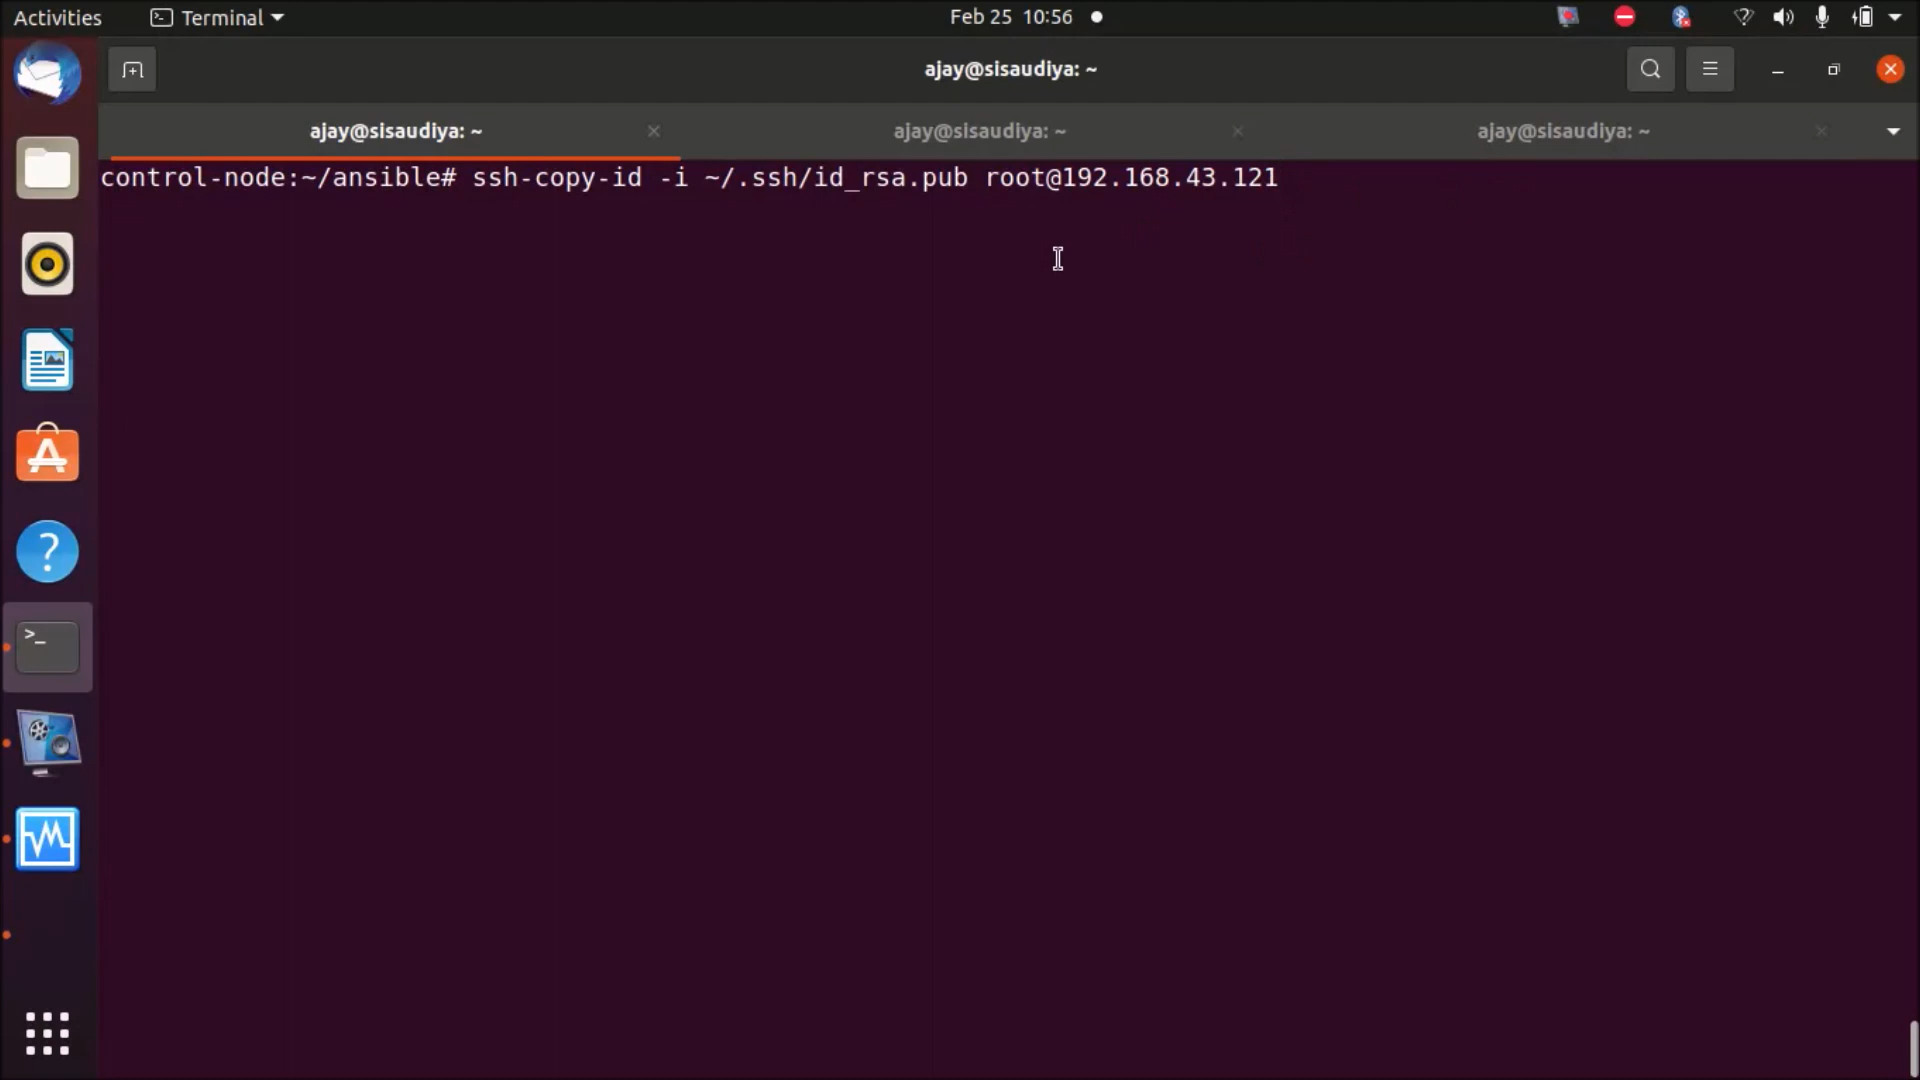 Activities Terminal Feb 25 10:56
ajay@sisaudiya: ~
ajay@sisaudiya: ~ ajay@sisaudiya: ~ ajay@sisaudiya: ~
control-node:~/ansible# ssh-copy-id -i ~/.ssh/id_rsa.pub root@192.168.43.121